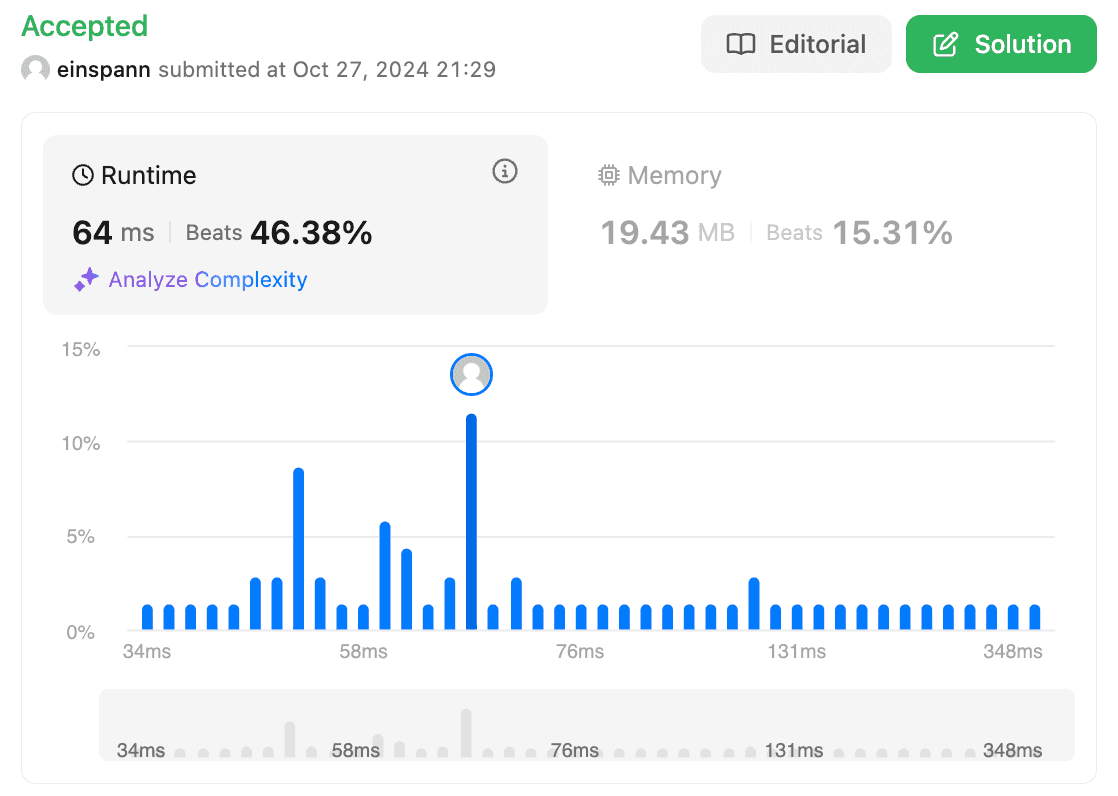 Accepted
einspann submitted at Oct 27, 2024 21:29
Editorial
Solution
Runtime
64 ms Beats 46.38%
Analyze Complexity
Memory
19.43 MB Beats 15.31%
15%
10%
5%
0%
34ms 58ms 76ms 131ms 348ms
34ms 58ms 76ms 131ms 348ms